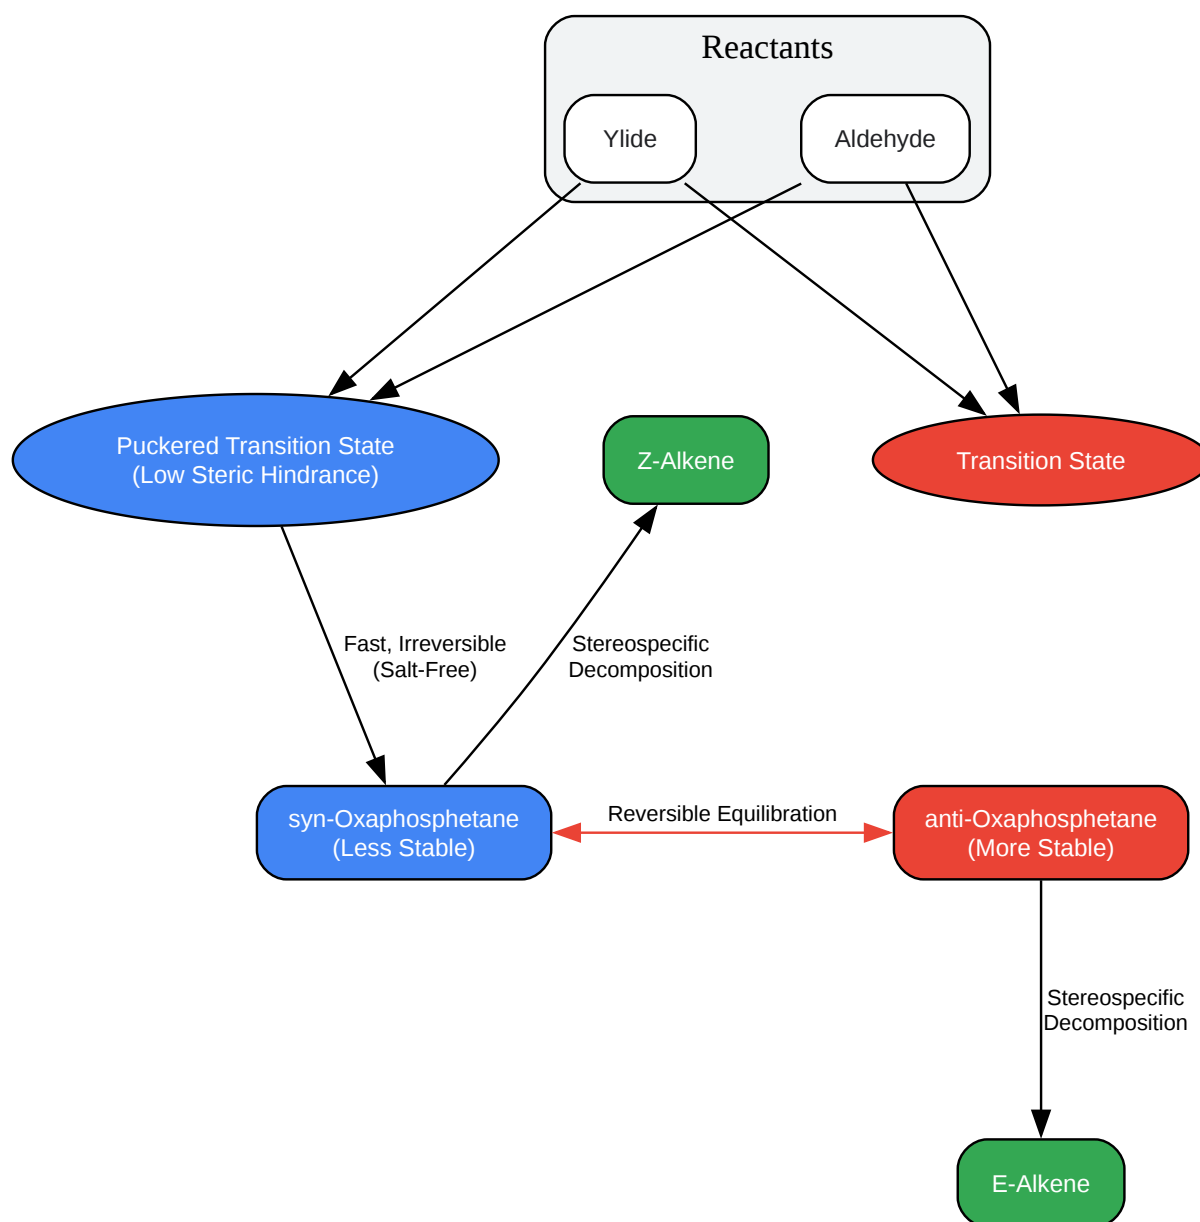 Reactants
Ylide
Aldehyde
Puckered Transition State
(Low Steric Hindrance)
Z-Alkene
Transition State
Fast, Irreversible
(Salt-Free)
Stereospecific
Decomposition
syn-Oxaphosphetane
(Less Stable)
Reversible Equilibration
anti-Oxaphosphetane
(More Stable)
Stereospecific
Decomposition
E-Alkene